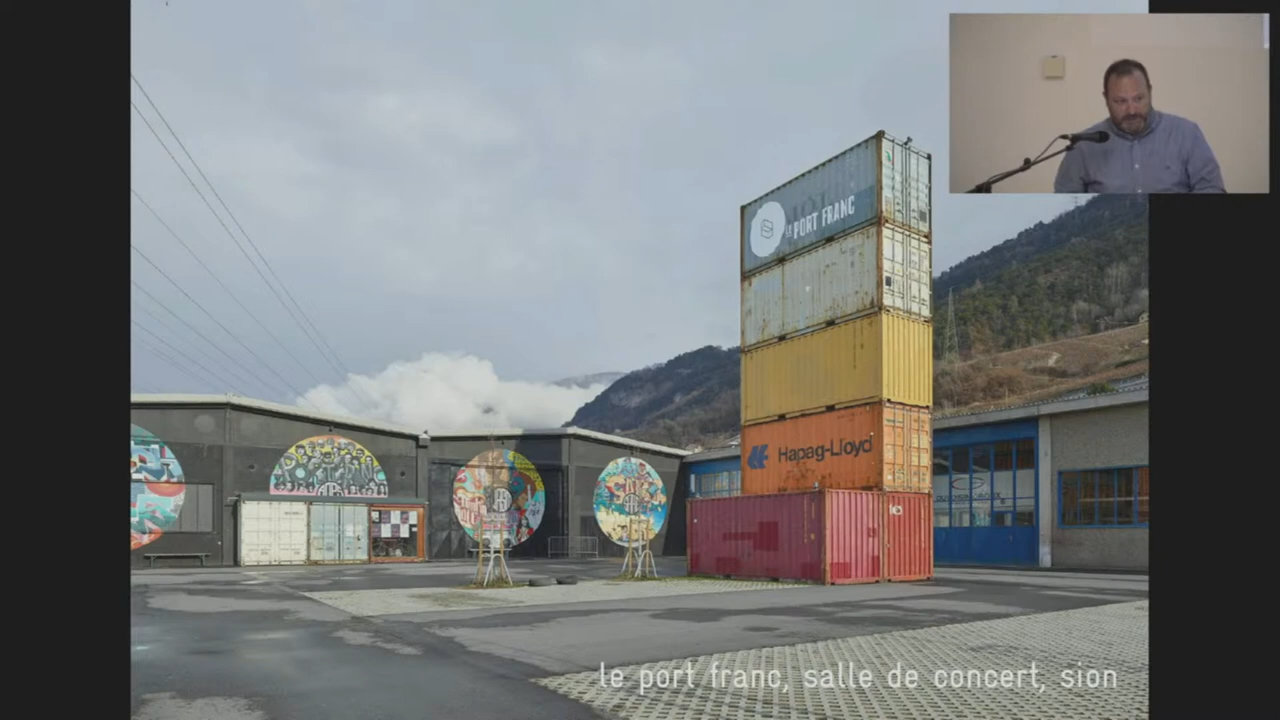 LE PORT FRANC
Hapag-Lloyd
le port franc, salle de concert, sion